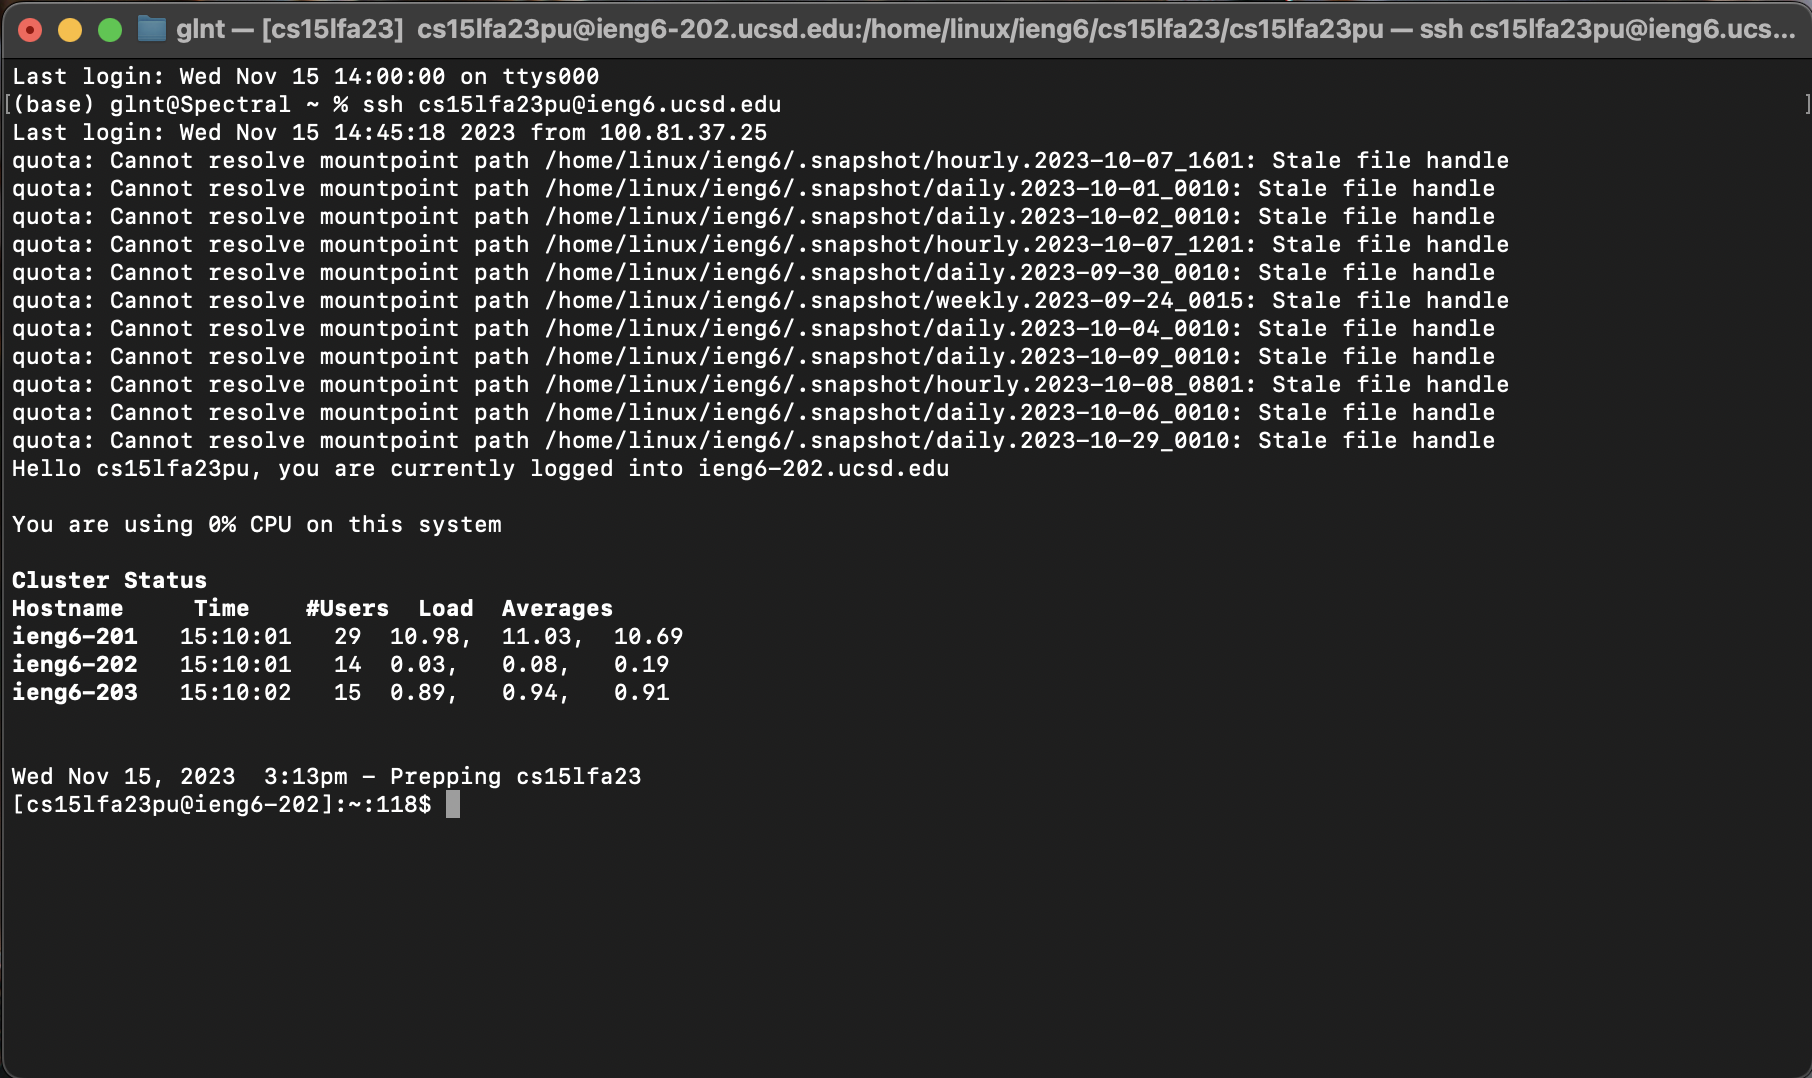 glnt — [cs15lfa23] cs15lfa23pu@ieng6-202.ucsd.edu:/home/linux/ieng6/cs15lfa23/cs15lfa23pu — ssh cs15lfa23pu@ieng6.ucs...
Last login: Wed Nov 15 14:00:00 on ttys000
[(base) glnt@Spectral ~ % ssh cs15lfa23pu@ieng6.ucsd.edu ]
Last login: Wed Nov 15 14:45:18 2023 from 100.81.37.25
quota: Cannot resolve mountpoint path /home/linux/ieng6/.snapshot/hourly.2023-10-07_1601: Stale file handle
quota: Cannot resolve mountpoint path /home/linux/ieng6/.snapshot/daily.2023-10-01_0010: Stale file handle
quota: Cannot resolve mountpoint path /home/linux/ieng6/.snapshot/daily.2023-10-02_0010: Stale file handle
quota: Cannot resolve mountpoint path /home/linux/ieng6/.snapshot/hourly.2023-10-07_1201: Stale file handle
quota: Cannot resolve mountpoint path /home/linux/ieng6/.snapshot/daily.2023-09-30_0010: Stale file handle
quota: Cannot resolve mountpoint path /home/linux/ieng6/.snapshot/weekly.2023-09-24_0015: Stale file handle
quota: Cannot resolve mountpoint path /home/linux/ieng6/.snapshot/daily.2023-10-04_0010: Stale file handle
quota: Cannot resolve mountpoint path /home/linux/ieng6/.snapshot/daily.2023-10-09_0010: Stale file handle
quota: Cannot resolve mountpoint path /home/linux/ieng6/.snapshot/hourly.2023-10-08_0801: Stale file handle
quota: Cannot resolve mountpoint path /home/linux/ieng6/.snapshot/daily.2023-10-06_0010: Stale file handle
quota: Cannot resolve mountpoint path /home/linux/ieng6/.snapshot/daily.2023-10-29_0010: Stale file handle
Hello cs15lfa23pu, you are currently logged into ieng6-202.ucsd.edu
You are using 0% CPU on this system
Cluster Status
Hostname     Time    #Users  Load  Averages
ieng6-201   15:10:01   29  10.98,  11.03,  10.69
ieng6-202   15:10:01   14  0.03,   0.08,   0.19
ieng6-203   15:10:02   15  0.89,   0.94,   0.91
Wed Nov 15, 2023  3:13pm - Prepping cs15lfa23
[cs15lfa23pu@ieng6-202]:~:118$